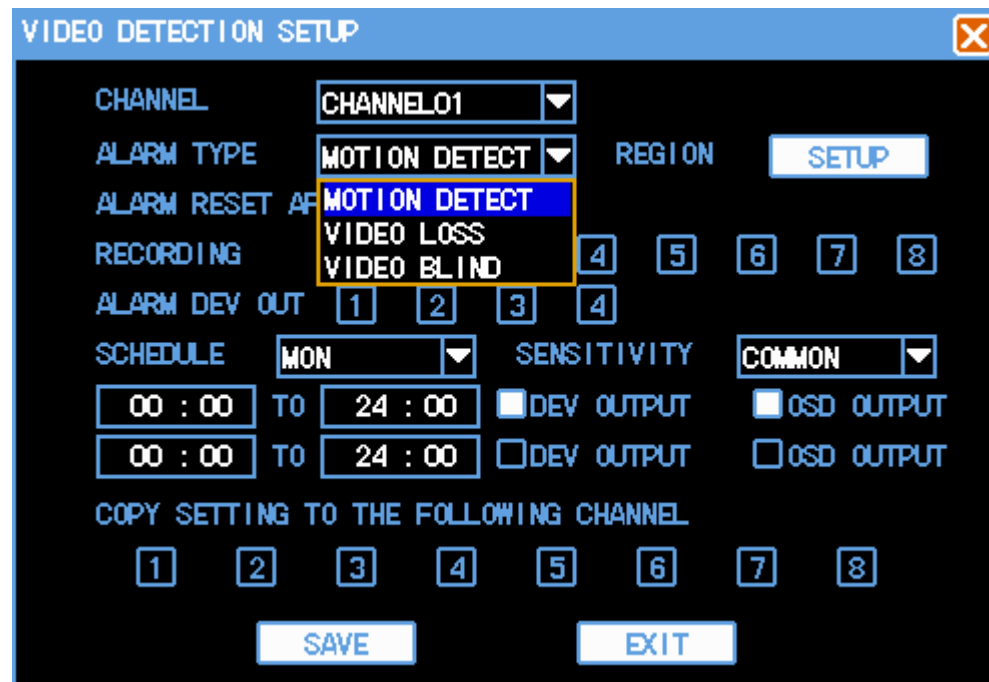 VIDEO DETECTION SETUP
CHANNEL CHANNEL01
ALARM TYPE MOTION DETECT REGION SETUP
ALARM RESET MOTION DETECT
VIDEO LOSS
RECORDING VIDEO BLIND 4 5 6 7 8
ALARM DEV OUT 1 2 3 4
SCHEDULE MON SENSITIVITY COMMON
00 : 00 TO 24 : 00 DEV OUTPUT OSD OUTPUT
00 : 00 TO 24 : 00 DEV OUTPUT OSD OUTPUT
COPY SETTING TO THE FOLLOWING CHANNEL
1 2 3 4 5 6 7 8
SAVE EXIT